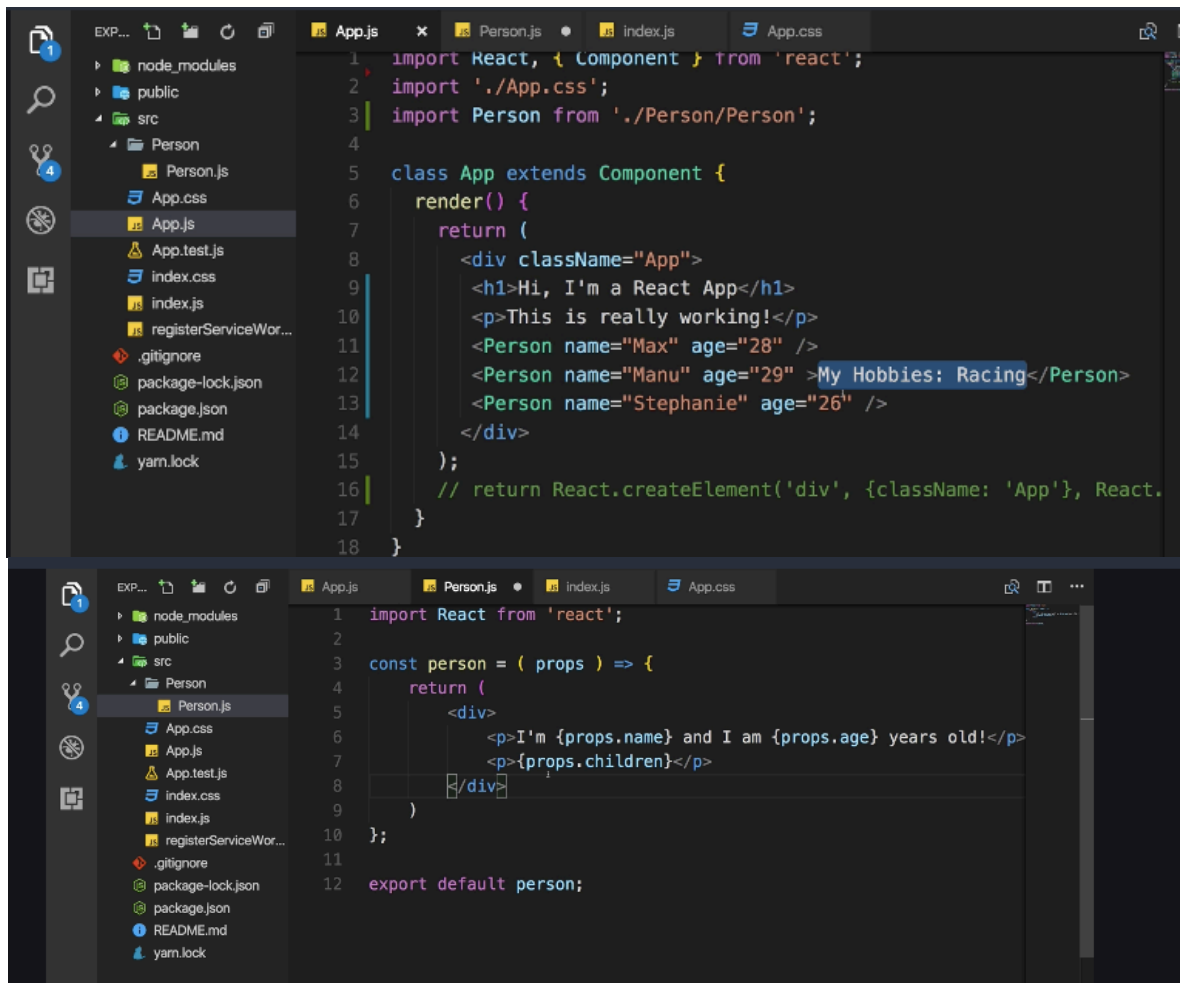 EXP...
App.js
Person.js
index.js
App.css
1
node_modules
public
src
Person
Person.js
App.css
App.js
App.test.js
index.css
index.js
registerServiceWor...
.gitignore
package-lock.json
package.json
README.md
yarn.lock
4
1 import React, { Component } from 'react';
2 import './App.css';
3 import Person from './Person/Person';
4
5 class App extends Component {
6 render() {
7 return (
8 <div className="App">
9 <h1>Hi, I'm a React App</h1>
10 <p>This is really working!</p>
11 <Person name="Max" age="28" />
12 <Person name="Manu" age="29" >My Hobbies: Racing</Person>
13 <Person name="Stephanie" age="26" />
14 </div>
15 );
16 // return React.createElement('div', {className: 'App'}, React.
17 }
18 }
EXP...
App.js
Person.js
index.js
App.css
1
node_modules
public
src
Person
Person.js
App.css
App.js
App.test.js
index.css
index.js
registerServiceWor...
.gitignore
package-lock.json
package.json
README.md
yarn.lock
4
1 import React from 'react';
2
3 const person = ( props ) => {
4 return (
5 <div>
6 <p>I'm {props.name} and I am {props.age} years old!</p>
7 <p>{props.children}</p>
8 </div>
9 )
10 };
11
12 export default person;